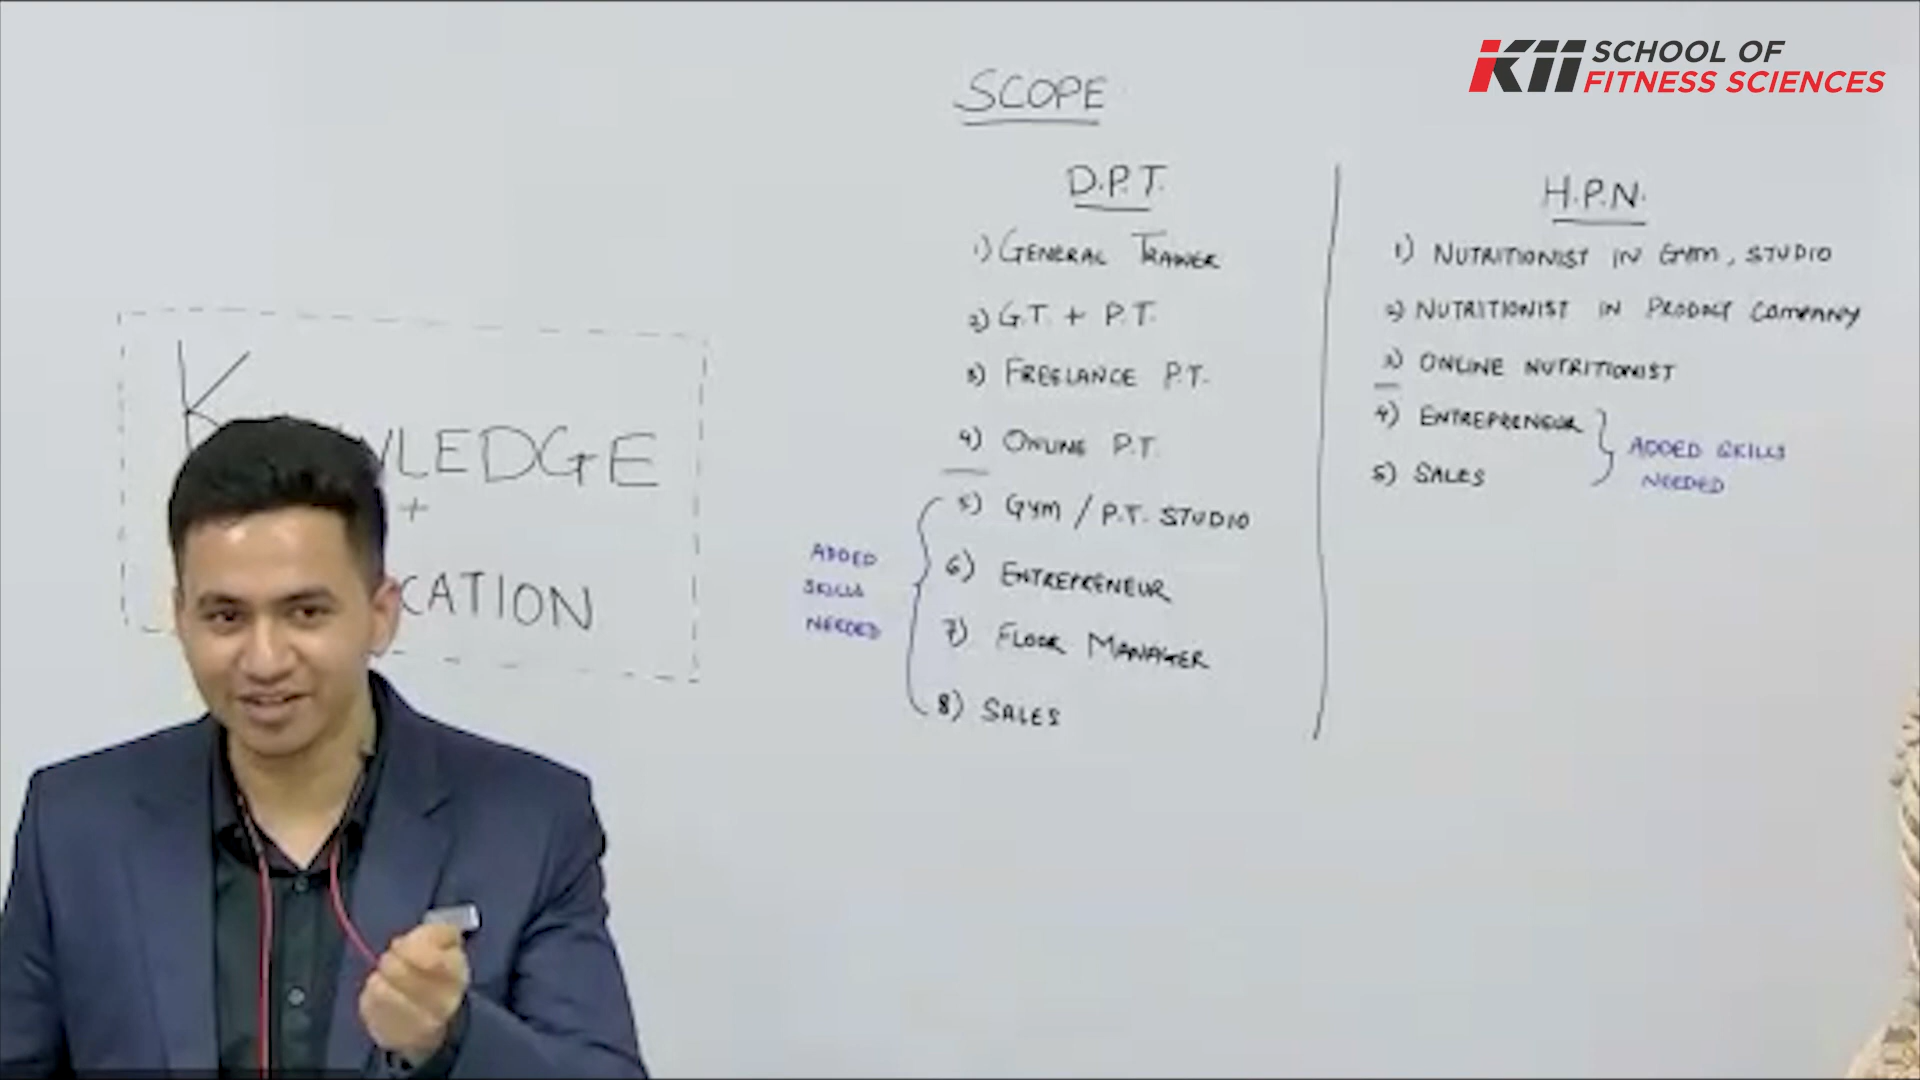 iKii SCHOOL OF
FITNESS SCIENCES
SCOPE
KNOWLEDGE
+
CATION
D.P.T.
1) GENERAL TRAINER
2) G.T. + P.T.
3) FREELANCE P.T.
4) ONLINE P.T.
5) GYM / P.T. STUDIO
6) ENTREPRENEUR
7) FLOOR MANAGER
8) SALES
ADDED
SKILLS
NEEDED
H.P.N.
1) NUTRITIONIST IN GYM, STUDIO
2) NUTRITIONIST IN PRODUCT COMPANY
3) ONLINE NUTRITIONIST
4) ENTREPRENEUR
5) SALES
ADDED SKILLS
NEEDED